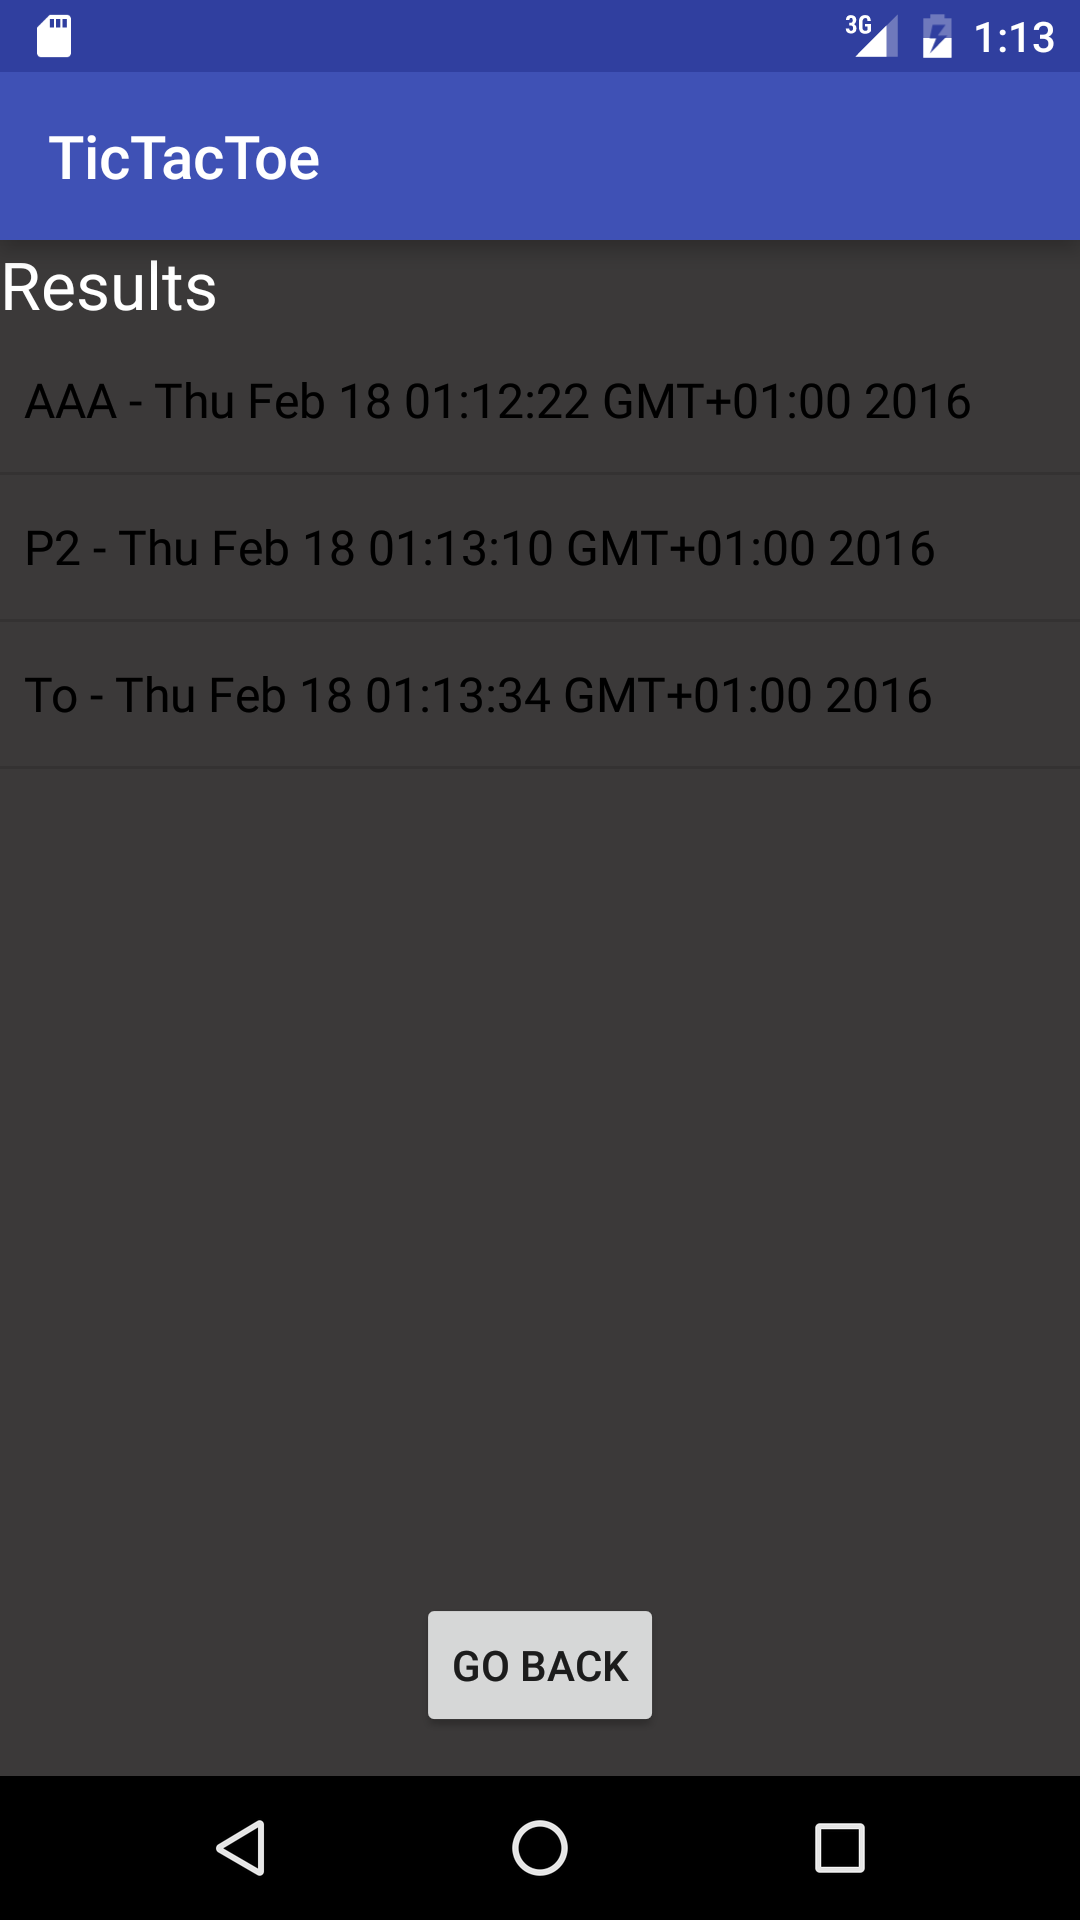 3G 1:13
TicTacToe
Results
AAA - Thu Feb 18 01:12:22 GMT+01:00 2016
P2 - Thu Feb 18 01:13:10 GMT+01:00 2016
To - Thu Feb 18 01:13:34 GMT+01:00 2016
GO BACK